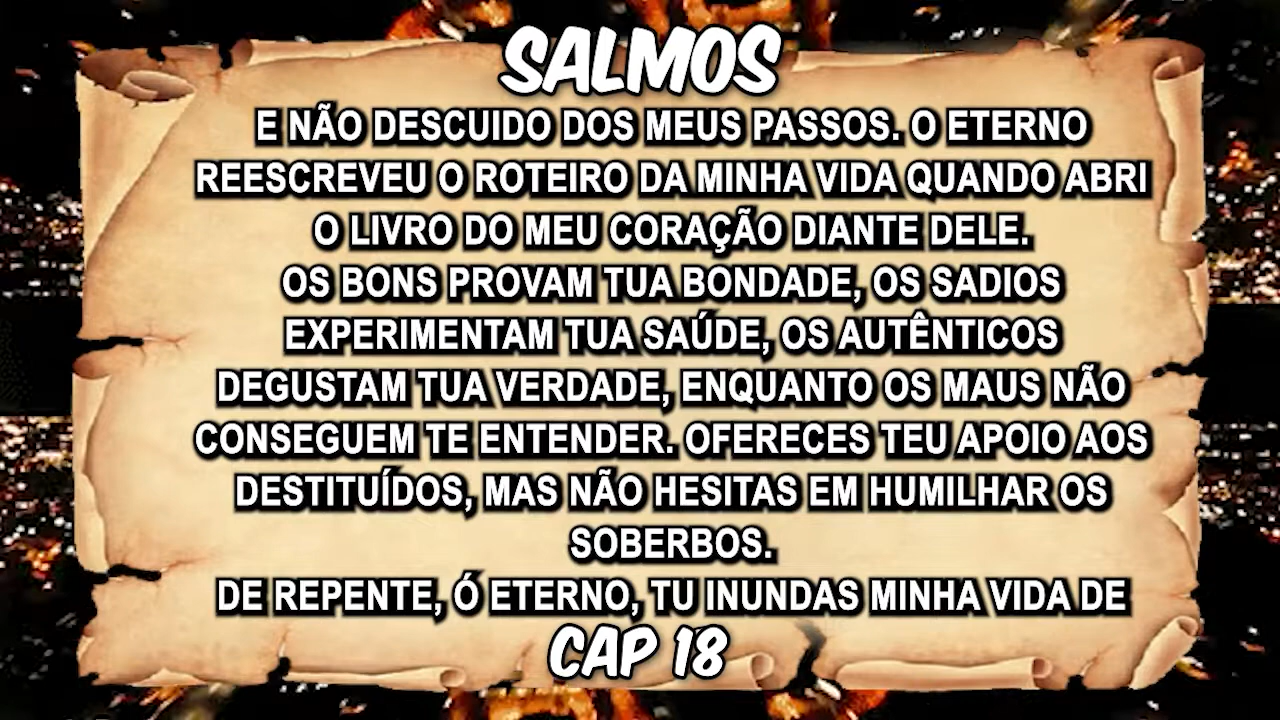 SALMOS
E NÃO DESCUIDO DOS MEUS PASSOS. O ETERNO
REESCREVEU O ROTEIRO DA MINHA VIDA QUANDO ABRI
O LIVRO DO MEU CORAÇÃO DIANTE DELE.
OS BONS PROVAM TUA BONDADE, OS SADIOS
EXPERIMENTAM TUA SAÚDE, OS AUTÊNTICOS
DEGUSTAM TUA VERDADE, ENQUANTO OS MAUS NÃO
CONSEGUEM TE ENTENDER. OFERECES TEU APOIO AOS
DESTITUÍDOS, MAS NÃO HESITAS EM HUMILHAR OS
SOBERBOS.
DE REPENTE, Ó ETERNO, TU INUNDAS MINHA VIDA DE
CAP 18